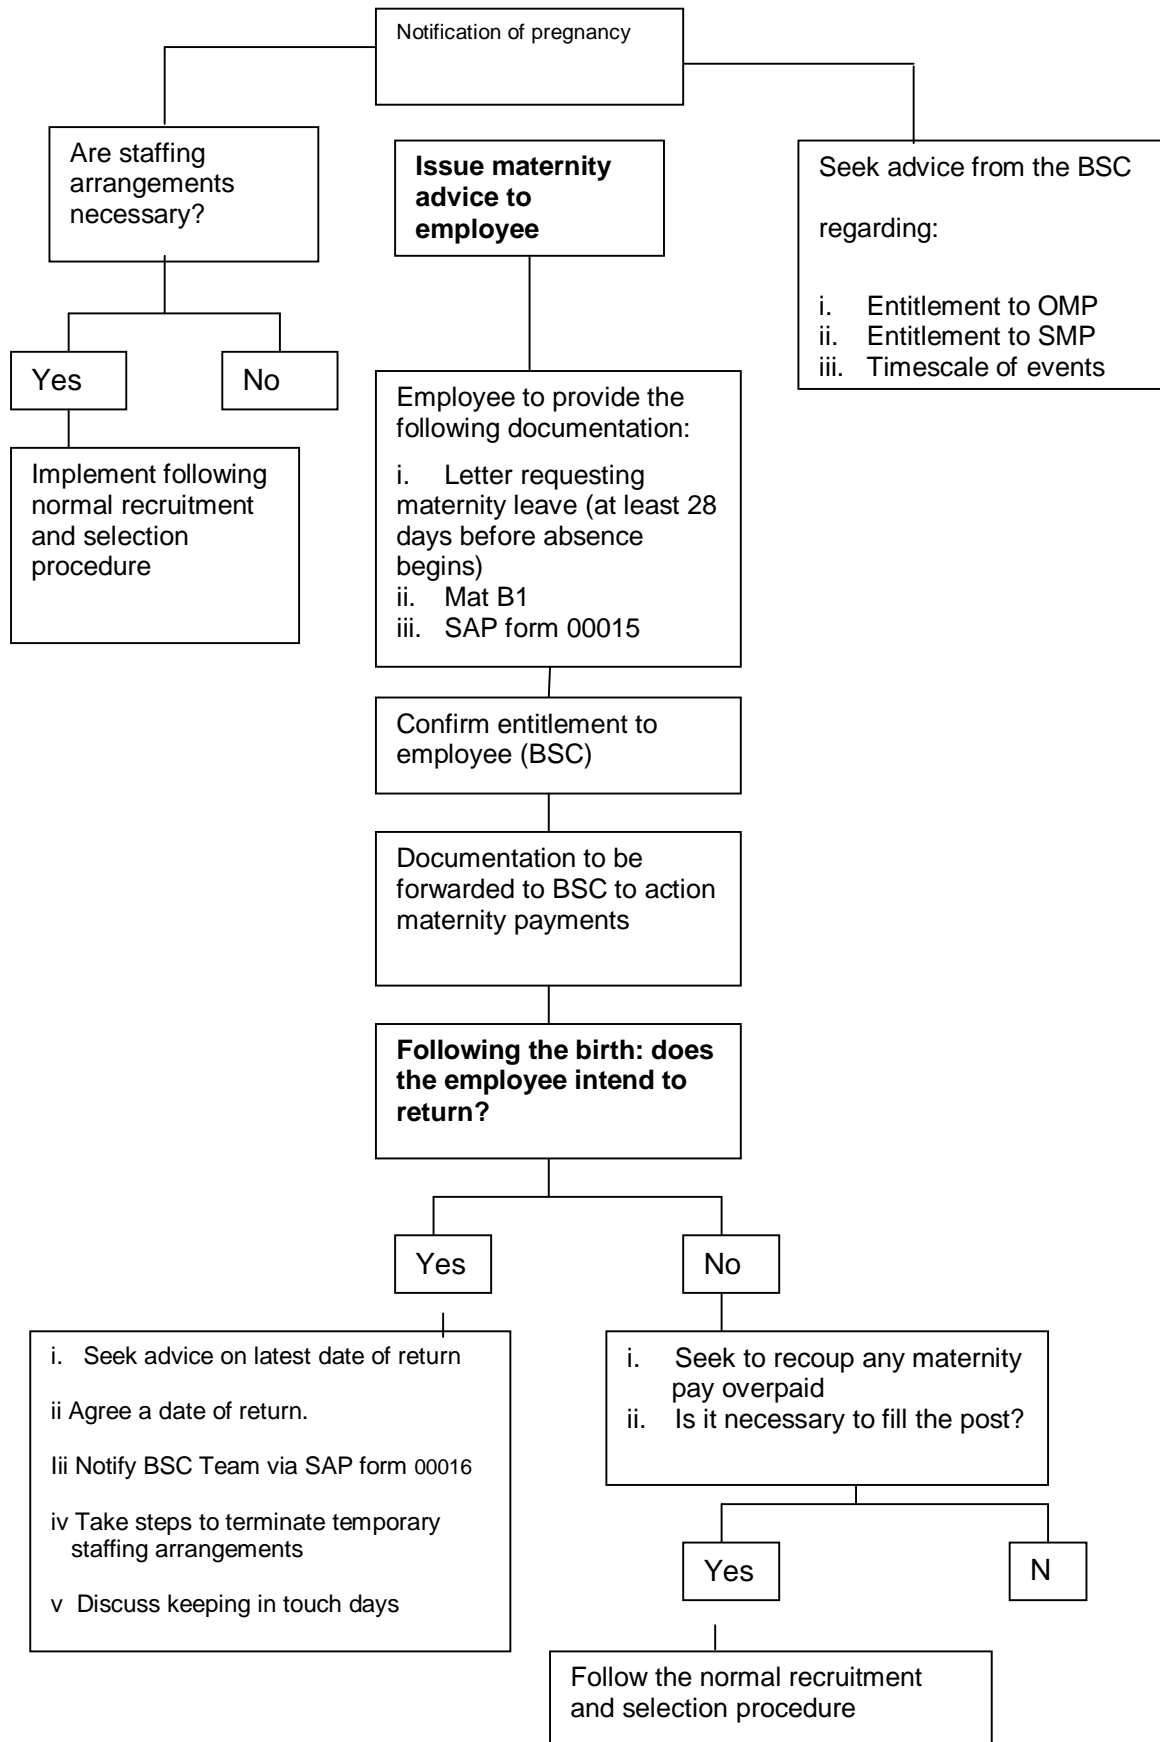 Notification of pregnancy
Are staffing
arrangements
necessary?
Issue maternity
advice to
employee
Seek advice from the BSC
regarding:
i. Entitlement to OMP
ii. Entitlement to SMP
iii. Timescale of events
Yes
No
Implement following
normal recruitment
and selection
procedure
Employee to provide the
following documentation:
i. Letter requesting
maternity leave (at least 28
days before absence
begins)
ii. Mat B1
iii. SAP form 00015
Confirm entitlement to
employee (BSC)
Documentation to be
forwarded to BSC to action
maternity payments
Following the birth: does
the employee intend to
return?
Yes
No
i. Seek advice on latest date of return
ii Agree a date of return.
Iii Notify BSC Team via SAP form 00016
iv Take steps to terminate temporary
staffing arrangements
v Discuss keeping in touch days
i. Seek to recoup any maternity
pay overpaid
ii. Is it necessary to fill the post?
Yes
N
Follow the normal recruitment
and selection procedure